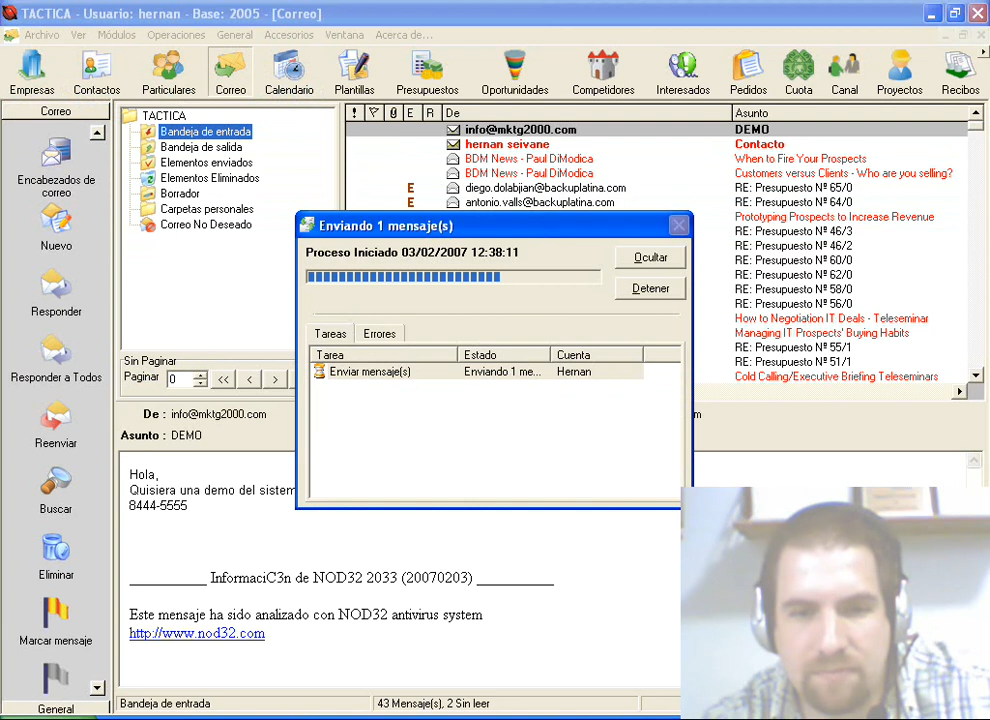 TACTICA - Usuario: hernan - Base: 2005 - [Correo]
Archivo Ver Módulos Operaciones General Accesorios Ventana Acerca de...
Empresas Contactos Particulares Correo Calendario Plantillas Presupuestos Oportunidades Competidores Interesados Pedidos Cuota Canal Proyectos Recibos
Correo
Encabezados de correo
Nuevo
Responder
Responder a Todos
Reenviar
Buscar
Eliminar
Marcar mensaje
General
TACTICA
Bandeja de entrada
Bandeja de salida
Elementos enviados
Elementos Eliminados
Borrador
Carpetas personales
Correo No Deseado
Sin Paginar
Paginar 0 << < >
! E R De Asunto
info@mktg2000.com DEMO
hernan seivane Contacto
BDM News - Paul DiModica When to Fire Your Prospects
BDM News - Paul DiModica Customers versus Clients - Who are you selling?
E diego.dolabjian@backuplatina.com RE: Presupuesto Nº 65/0
E antonio.valls@backuplatina.com RE: Presupuesto Nº 64/0
Prototyping Prospects to Increase Revenue
RE: Presupuesto Nº 46/3
RE: Presupuesto Nº 46/2
RE: Presupuesto Nº 60/0
RE: Presupuesto Nº 62/0
RE: Presupuesto Nº 58/0
RE: Presupuesto Nº 56/0
How to Negotiation IT Deals - Teleseminar
Managing IT Prospects' Buying Habits
RE: Presupuesto Nº 55/1
RE: Presupuesto Nº 51/1
Cold Calling/Executive Briefing Teleseminars
Enviando 1 mensaje(s)
Proceso Iniciado 03/02/2007 12:38:11
Ocultar
Detener
Tareas Errores
Tarea Estado Cuenta
Enviar mensaje(s) Enviando 1 me... Hernan
De : info@mktg2000.com
m
Asunto : DEMO
Hola,
Quisiera una demo del sistem
8444-5555
__________ InformaciC3n de NOD32 2033 (20070203) __________
Este mensaje ha sido analizado con NOD32 antivirus system
http://www.nod32.com
Bandeja de entrada 43 Mensaje(s), 2 Sin leer